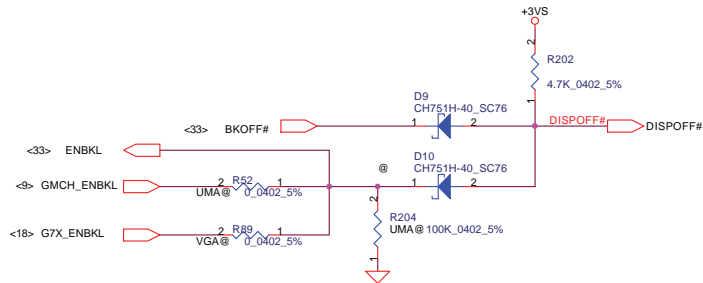 +3VS
2
R202
4.7K_0402_5%
1
D9
CH751H-40_SC76
<33> BKOFF# 1 2 DISPOFF# DISPOFF#
<33> ENBKL
D10
@ CH751H-40_SC76
<9> GMCH_ENBKL 2 R52 1 1 2
UMA@ 0_0402_5%
2
R204
UMA@ 100K_0402_5%
<18> G7X_ENBKL 2 R89 1
VGA@ 0_0402_5%
1